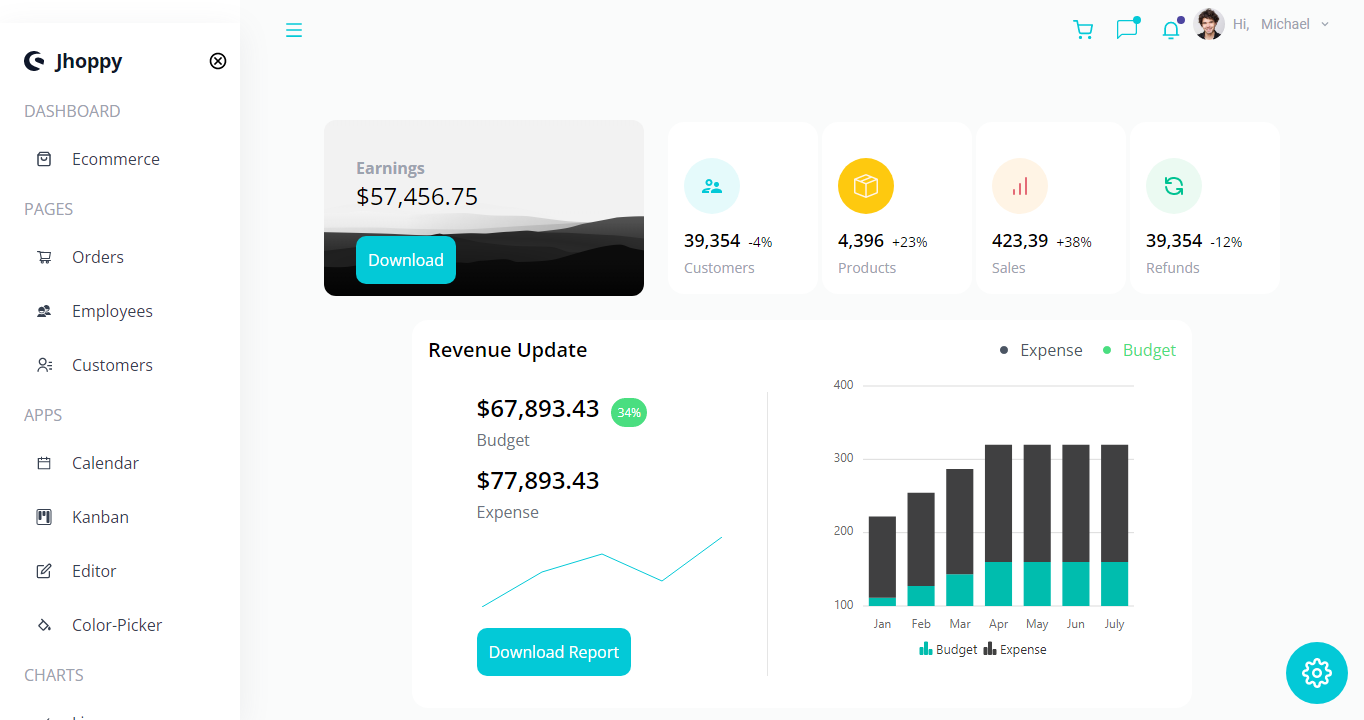 Jhoppy
DASHBOARD
Ecommerce
PAGES
Orders
Employees
Customers
APPS
Calendar
Kanban
Editor
Color-Picker
CHARTS
Hi, Michael
Earnings
$57,456.75
Download
39,354 -4%
Customers
4,396 +23%
Products
423,39 +38%
Sales
39,354 -12%
Refunds
Revenue Update
Expense Budget
$67,893.43 34%
Budget
$77,893.43
Expense
Download Report
400
300
200
100
Jan Feb Mar Apr May Jun July
Budget Expense